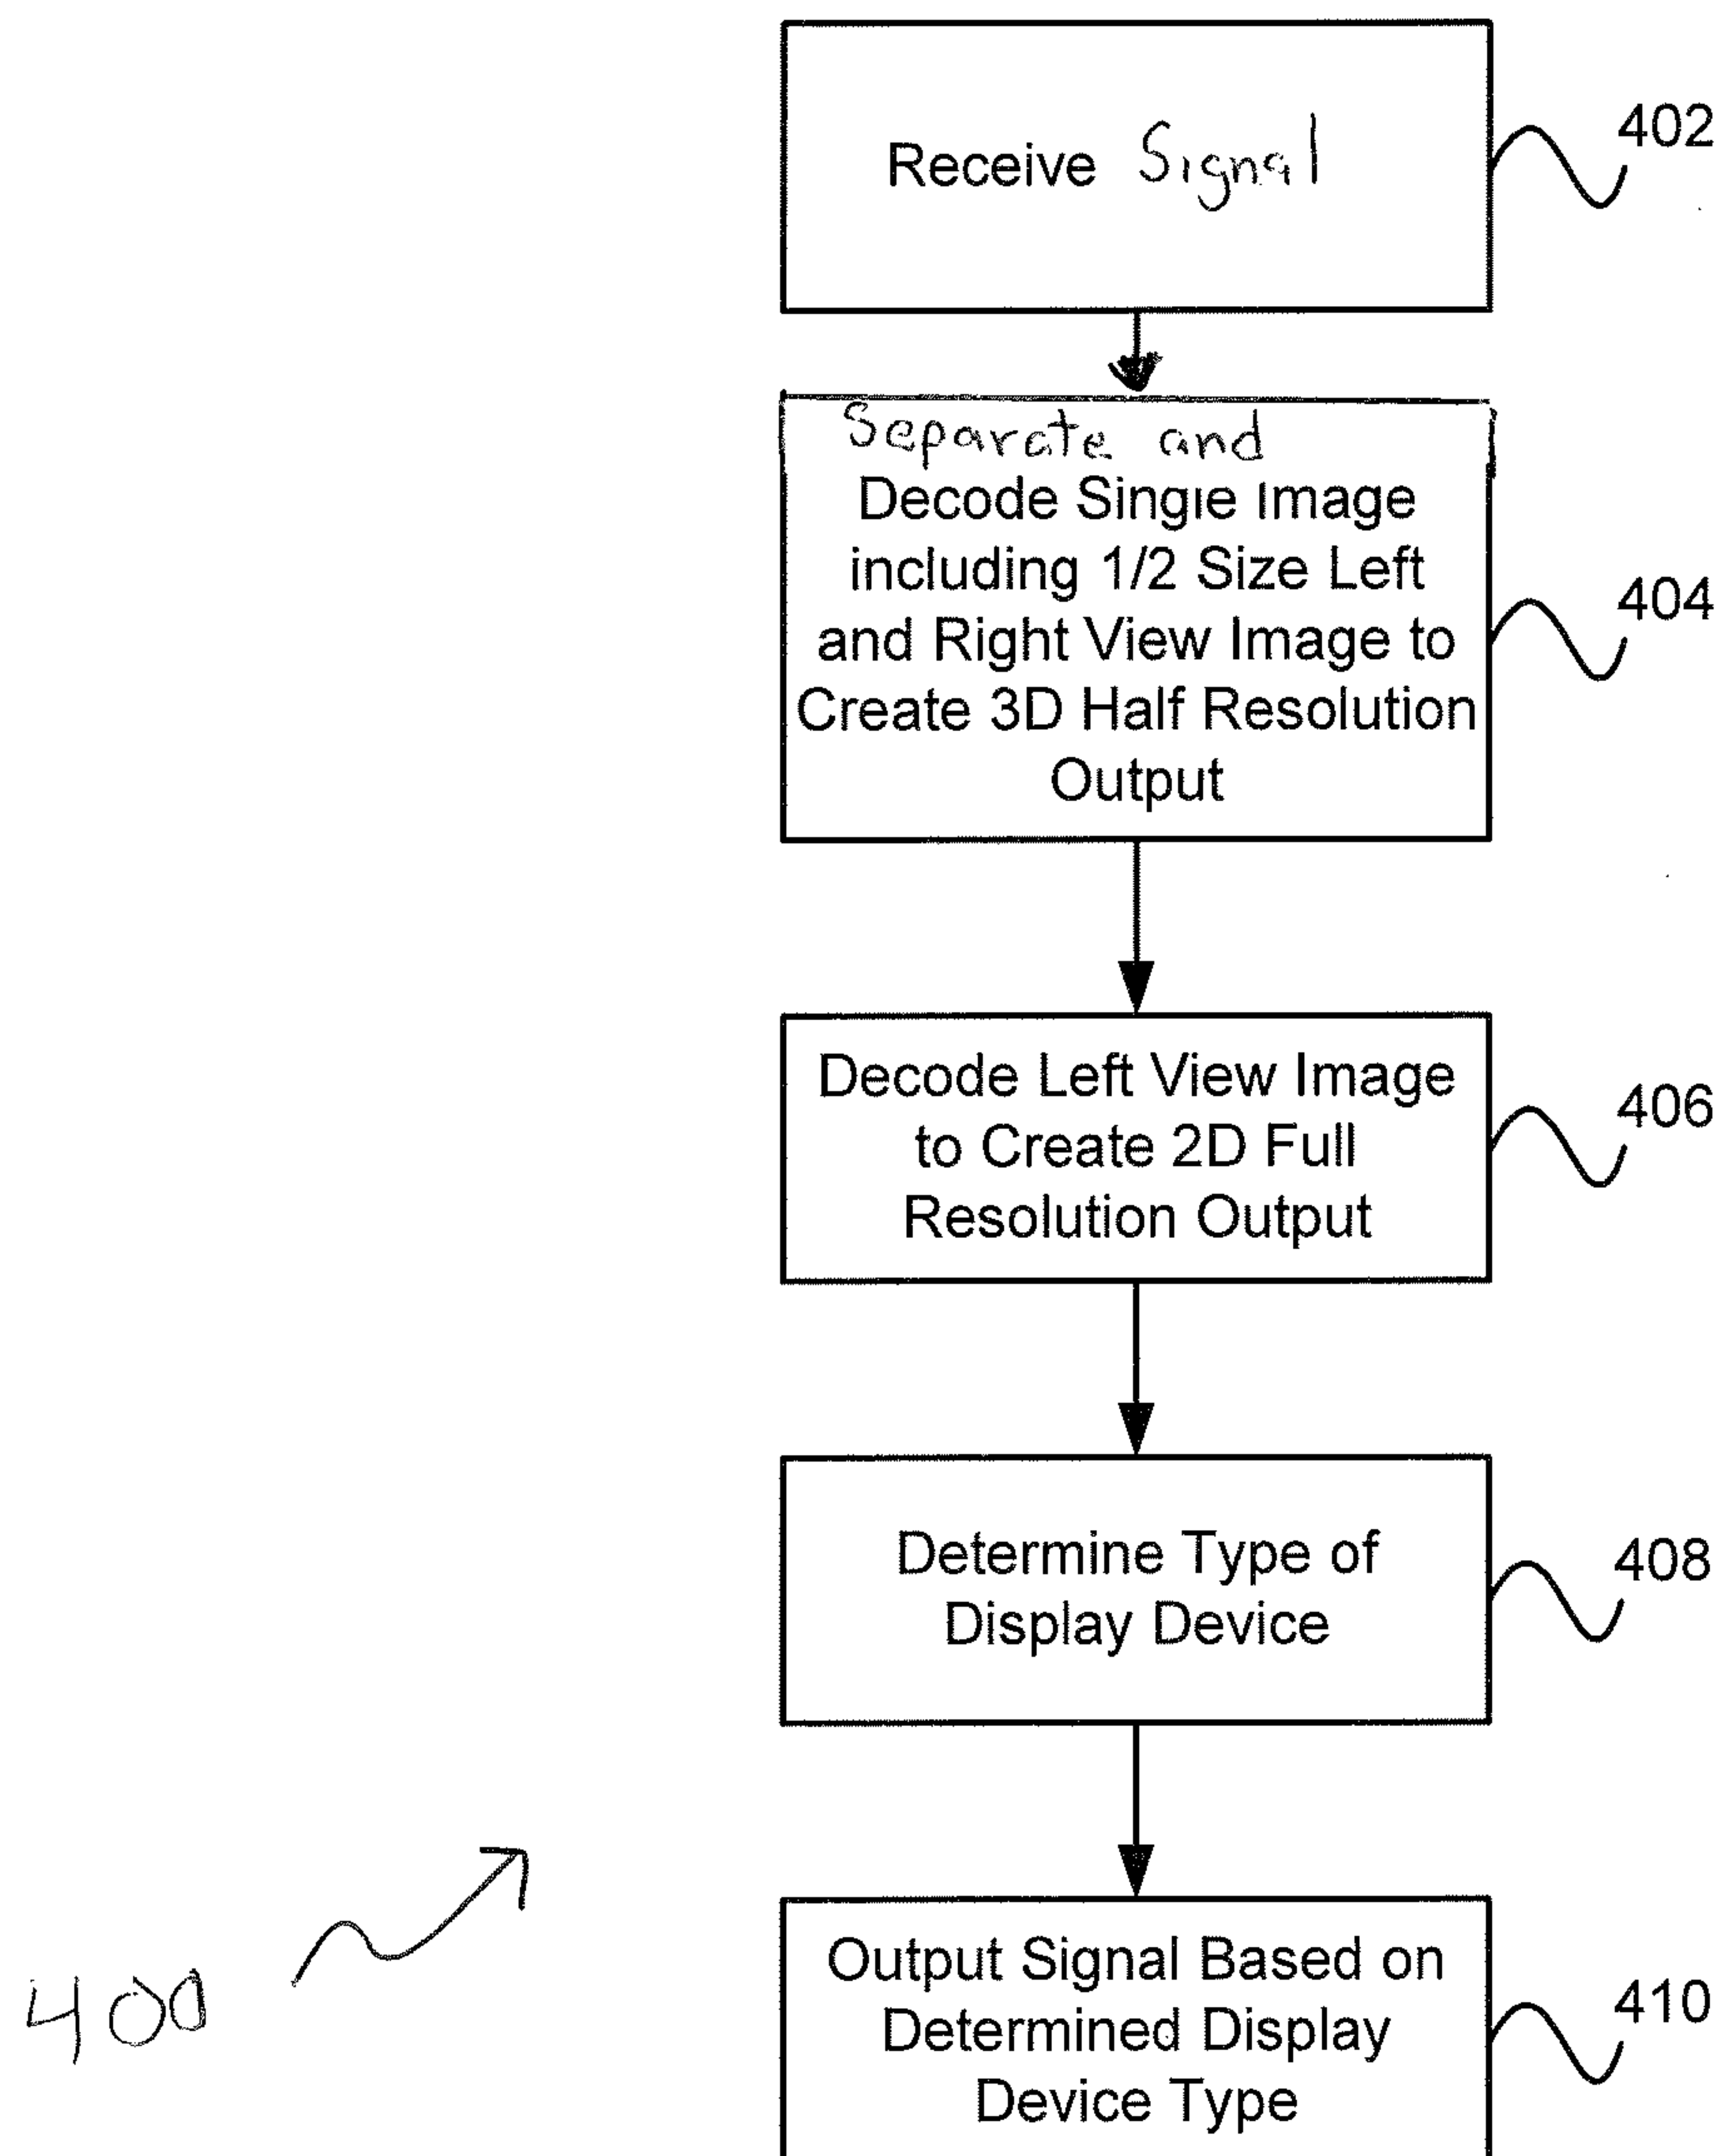 Receive Signal
402
Separate and
Decode Single Image
including 1/2 Size Left
and Right View Image to
Create 3D Half Resolution
Output
404
Decode Left View Image
to Create 2D Full
Resolution Output
406
Determine Type of
Display Device
408
Output Signal Based on
Determined Display
Device Type
410
400